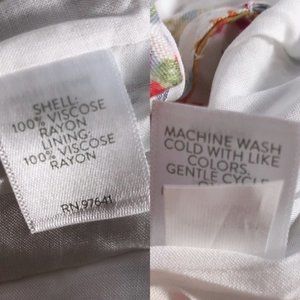 SHELL:
100% VISCOSE
RAYON
LINING:
100% VISCOSE
RAYON
RN 97641
MACHINE WASH
COLD WITH LIKE
COLORS.
GENTLE CYCLE